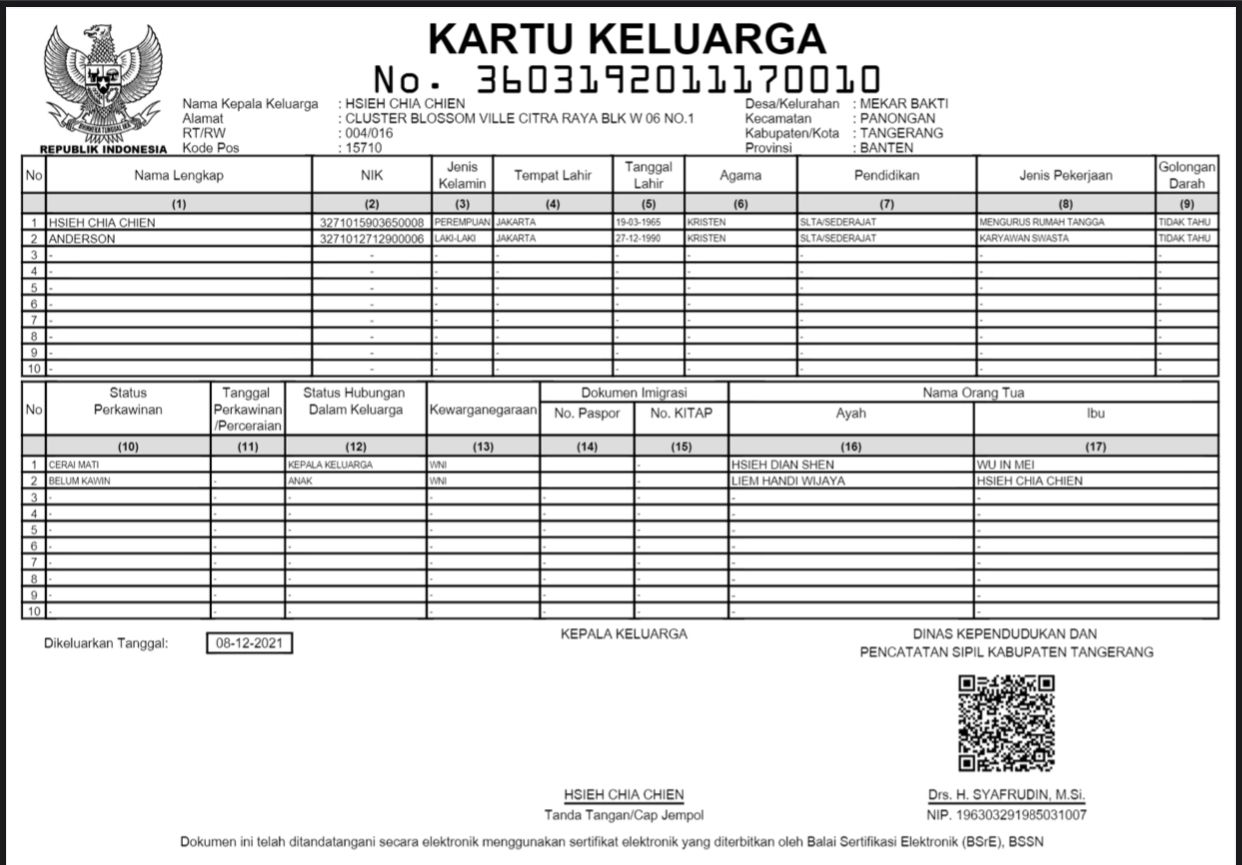 KARTU KELUARGA
No. 3603192011170010
REPUBLIK INDONESIA
Nama Kepala Keluarga : HSIEH CHIA CHIEN
Alamat : CLUSTER BLOSSOM VILLE CITRA RAYA BLK W 06 NO.1
RT/RW : 004/016
Kode Pos : 15710
Desa/Kelurahan : MEKAR BAKTI
Kecamatan : PANONGAN
Kabupaten/Kota : TANGERANG
Provinsi : BANTEN
No Nama Lengkap NIK Jenis Kelamin Tempat Lahir Tanggal Lahir Agama Pendidikan Jenis Pekerjaan Golongan Darah
(1) (2) (3) (4) (5) (6) (7) (8) (9)
1 HSIEH CHIA CHIEN 3271015903650008 PEREMPUAN JAKARTA 19-03-1965 KRISTEN SLTA/SEDERAJAT MENGURUS RUMAH TANGGA TIDAK TAHU
2 ANDERSON 3271012712900006 LAKI-LAKI JAKARTA 27-12-1990 KRISTEN SLTA/SEDERAJAT KARYAWAN SWASTA TIDAK TAHU
3 - - - - - - - - -
4 - - - - - - - - -
5 - - - - - - - - -
6 - - - - - - - - -
7 - - - - - - - - -
8 - - - - - - - - -
9 - - - - - - - - -
10 - - - - - - - - -
No Status Perkawinan Tanggal Perkawinan /Perceraian Status Hubungan Dalam Keluarga Kewarganegaraan Dokumen Imigrasi Nama Orang Tua
No. Paspor No. KITAP Ayah Ibu
(10) (11) (12) (13) (14) (15) (16) (17)
1 CERAI MATI KEPALA KELUARGA WNI - HSIEH DIAN SHEN WU IN MEI
2 BELUM KAWIN - ANAK WNI - LIEM HANDI WIJAYA HSIEH CHIA CHIEN
3 - - - - - - - -
4 - - - - - - - -
5 - - - - - - - -
6 - - - - - - - -
7 - - - - - - - -
8 - - - - - - - -
9 - - - - - - - -
10 - - - - - - - -
Dikeluarkan Tanggal: 08-12-2021
KEPALA KELUARGA
HSIEH CHIA CHIEN
Tanda Tangan/Cap Jempol
DINAS KEPENDUDUKAN DAN
PENCATATAN SIPIL KABUPATEN TANGERANG
Drs. H. SYAFRUDIN, M.Si.
NIP. 196303291985031007
Dokumen ini telah ditandatangani secara elektronik menggunakan sertifikat elektronik yang diterbitkan oleh Balai Sertifikasi Elektronik (BSrE), BSSN